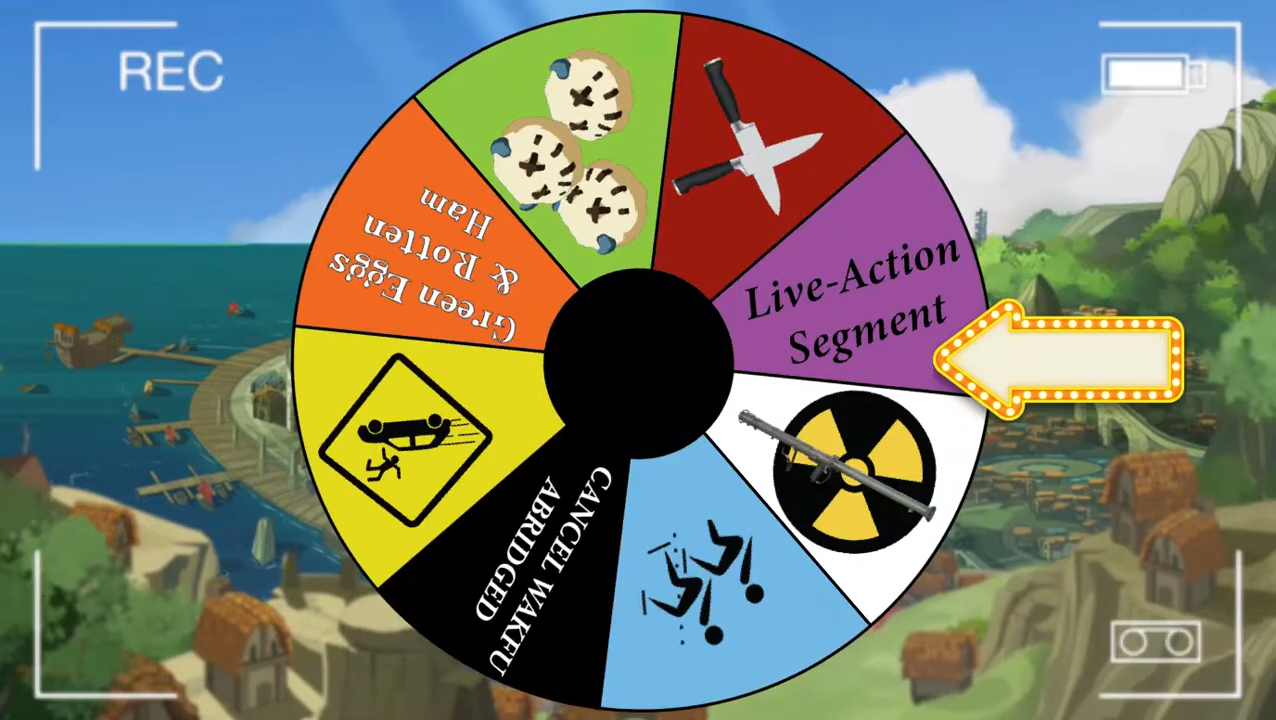 REC
Green Eggs
& Rotten
Ham
Live-Action
Segment
CANCEL WAKFU
ABRIDGED